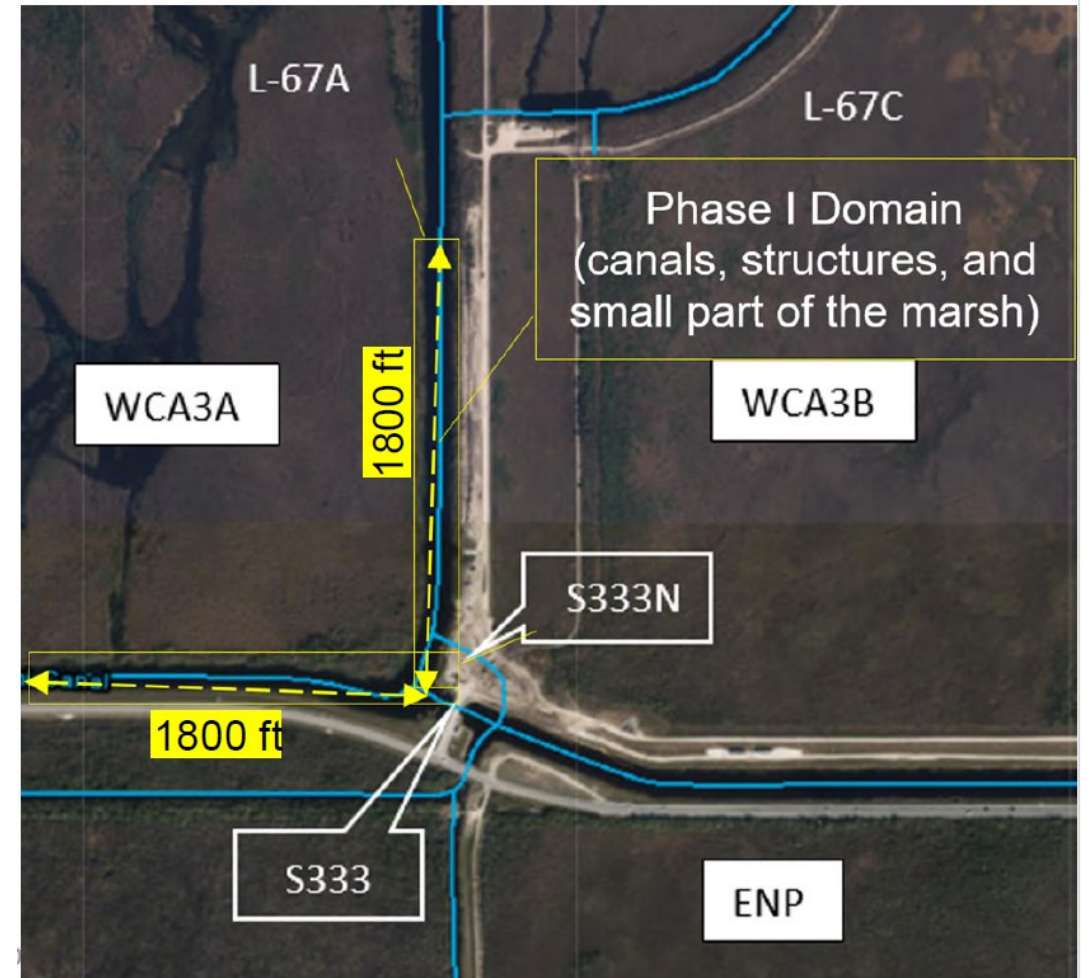 L-67A
L-67C
Phase I Domain
(canals, structures, and
small part of the marsh)
WCA3A
1800 ft
WCA3B
S333N
1800 ft
S333
ENP